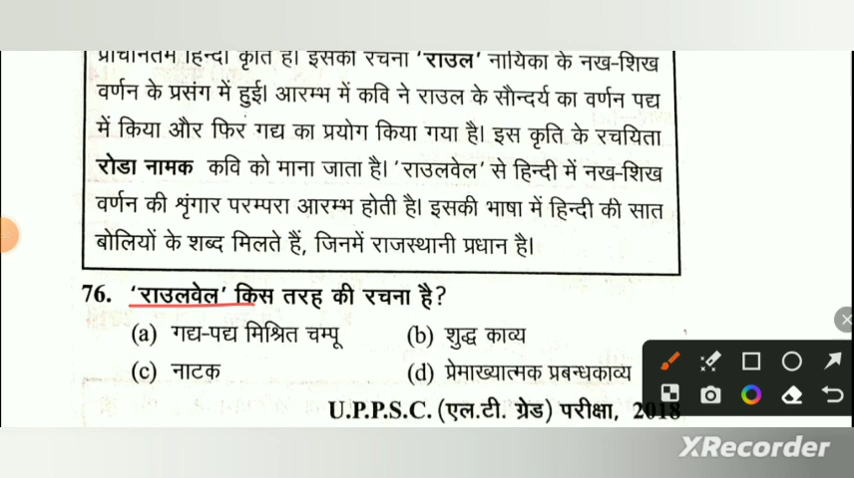 प्राचीनतम हिन्दी कृति है। इसकी रचना 'राउल' नायिका के नख-शिख
वर्णन के प्रसंग में हुई। आरम्भ में कवि ने राउल के सौन्दर्य का वर्णन पद्य
में किया और फिर गद्य का प्रयोग किया गया है। इस कृति के रचयिता
रोडा नामक कवि को माना जाता है। 'राउलवेल' से हिन्दी में नख-शिख
वर्णन की शृंगार परम्परा आरम्भ होती है। इसकी भाषा में हिन्दी की सात
बोलियों के शब्द मिलते हैं, जिनमें राजस्थानी प्रधान है।
76. 'राउलवेल' किस तरह की रचना है?
(a) गद्य-पद्य मिश्रित चम्पू (b) शुद्ध काव्य
(c) नाटक (d) प्रेमाख्यात्मक प्रबन्धकाव्य
U.P.P.S.C. (एल.टी. ग्रेड) परीक्षा, 2018
XRecorder